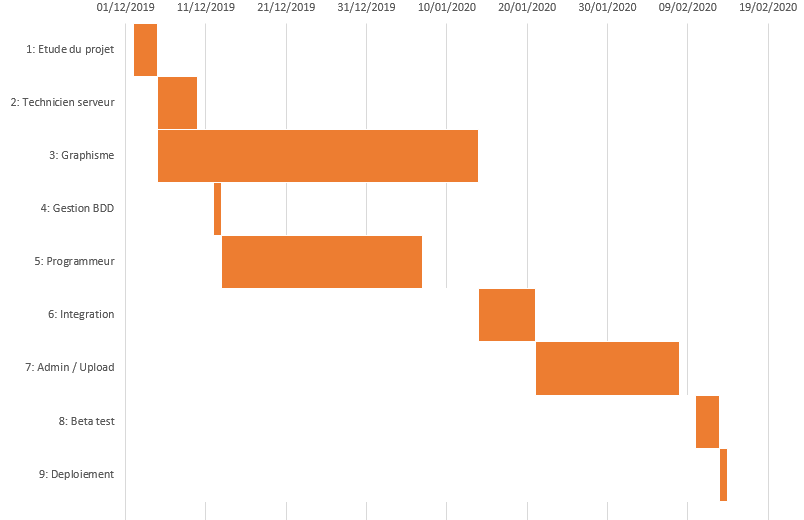 01/12/2019 11/12/2019 21/12/2019 31/12/2019 10/01/2020 20/01/2020 30/01/2020 09/02/2020 19/02/2020
1: Etude du projet
2: Technicien serveur
3: Graphisme
4: Gestion BDD
5: Programmeur
6: Integration
7: Admin / Upload
8: Beta test
9: Deploiement